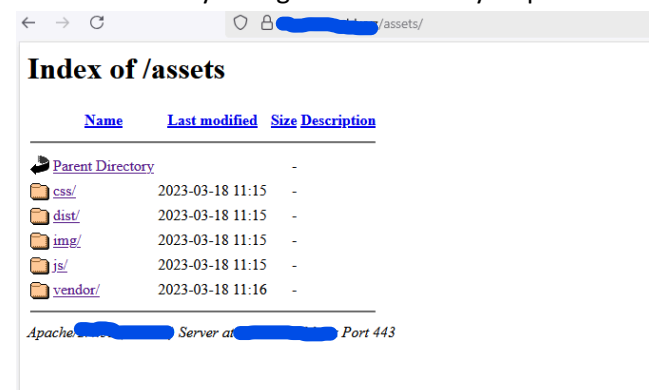 /assets/
Index of /assets
Name Last modified Size Description
Parent Directory -
css/ 2023-03-18 11:15 -
dist/ 2023-03-18 11:15 -
img/ 2023-03-18 11:15 -
js/ 2023-03-18 11:15 -
vendor/ 2023-03-18 11:16 -
Apache/ Server at Port 443